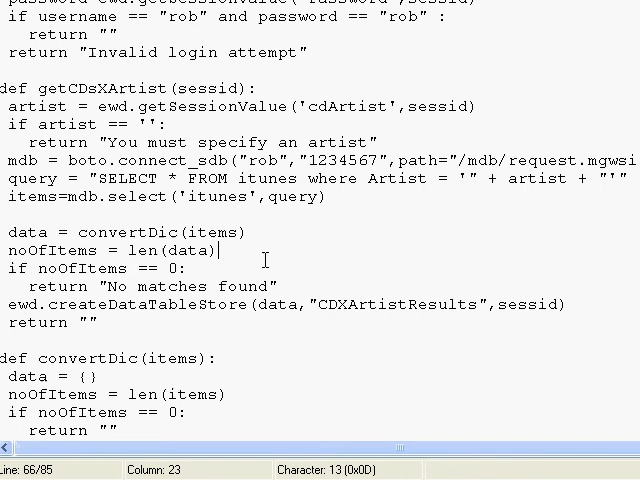 password ewd.getSessionValue('Password',sessid)
if username == "rob" and password == "rob" :
return ""
return "Invalid login attempt"
def getCDsXArtist(sessid):
artist = ewd.getSessionValue('cdArtist',sessid)
if artist == '':
return "You must specify an artist"
mdb = boto.connect_sdb("rob","1234567",path="/mdb/request.mgwsi
query = "SELECT * FROM itunes where Artist = '" + artist + "'"
items=mdb.select('itunes',query)
data = convertDic(items)
noOfItems = len(data)
if noOfItems == 0:
return "No matches found"
ewd.createDataTableStore(data,"CDXArtistResults",sessid)
return ""
def convertDic(items):
data = {}
noOfItems = len(items)
if noOfItems == 0:
return ""
Line: 66/85 Column: 23 Character: 13 (0x0D)